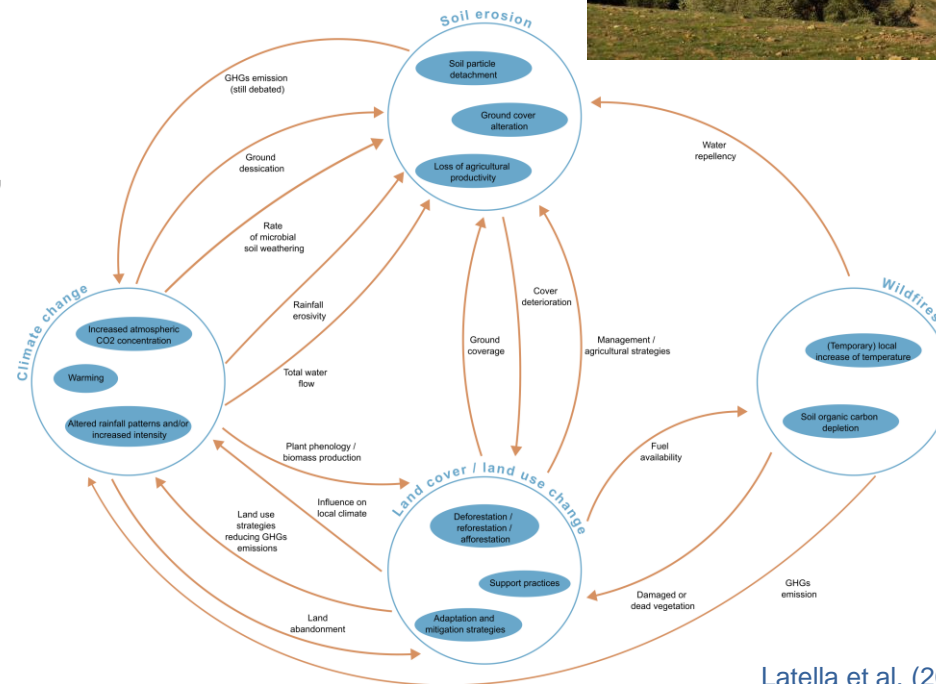 Soil erosion
Soil particle
detachment
Ground cover
alteration
Loss of agricultural
productivity
GHGs emission
(still debated)
Ground
dessication
Rate
of microbial
soil weathering
Rainfall
erosivity
Total water
flow
Water
repellency
Cover
deterioration
Ground
coverage
Management /
agricultural strategies
Climate change
Increased atmospheric
CO2 concentration
Warming
Altered rainfall patterns and/or
increased intensity
Wildfires
(Temporary) local
increase of temperature
Soil organic carbon
depletion
Plant phenology /
biomass production
Influence on
local climate
Land use
strategies
reducing GHGs
emissions
Land
abandonment
Land cover / land use change
Deforestation /
reforestation /
afforestation
Support practices
Adaptation and
mitigation strategies
Fuel
availability
Damaged or
dead vegetation
GHGs
emission
Latella et al.